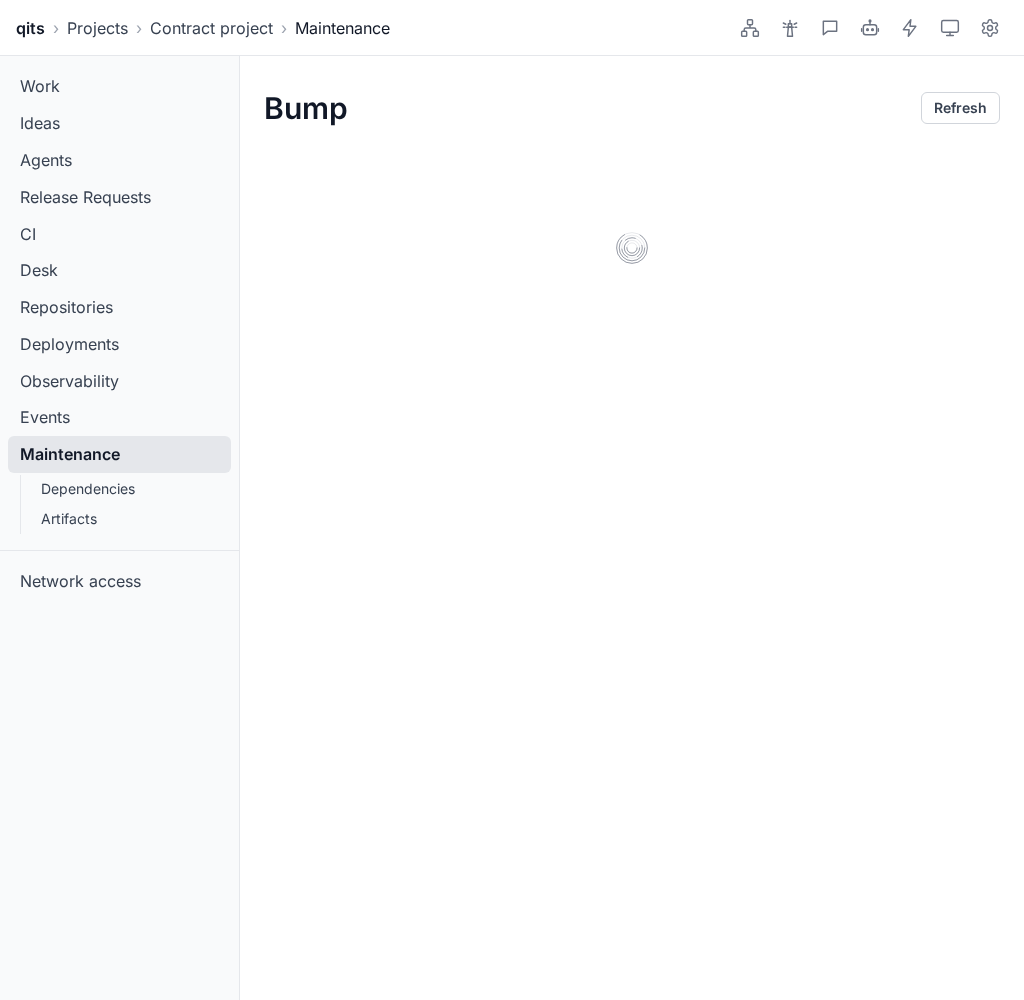 qits › Projects › Contract project › Maintenance
Work
Ideas
Agents
Release Requests
CI
Desk
Repositories
Deployments
Observability
Events
Maintenance
Dependencies
Artifacts
Network access
Bump
Refresh